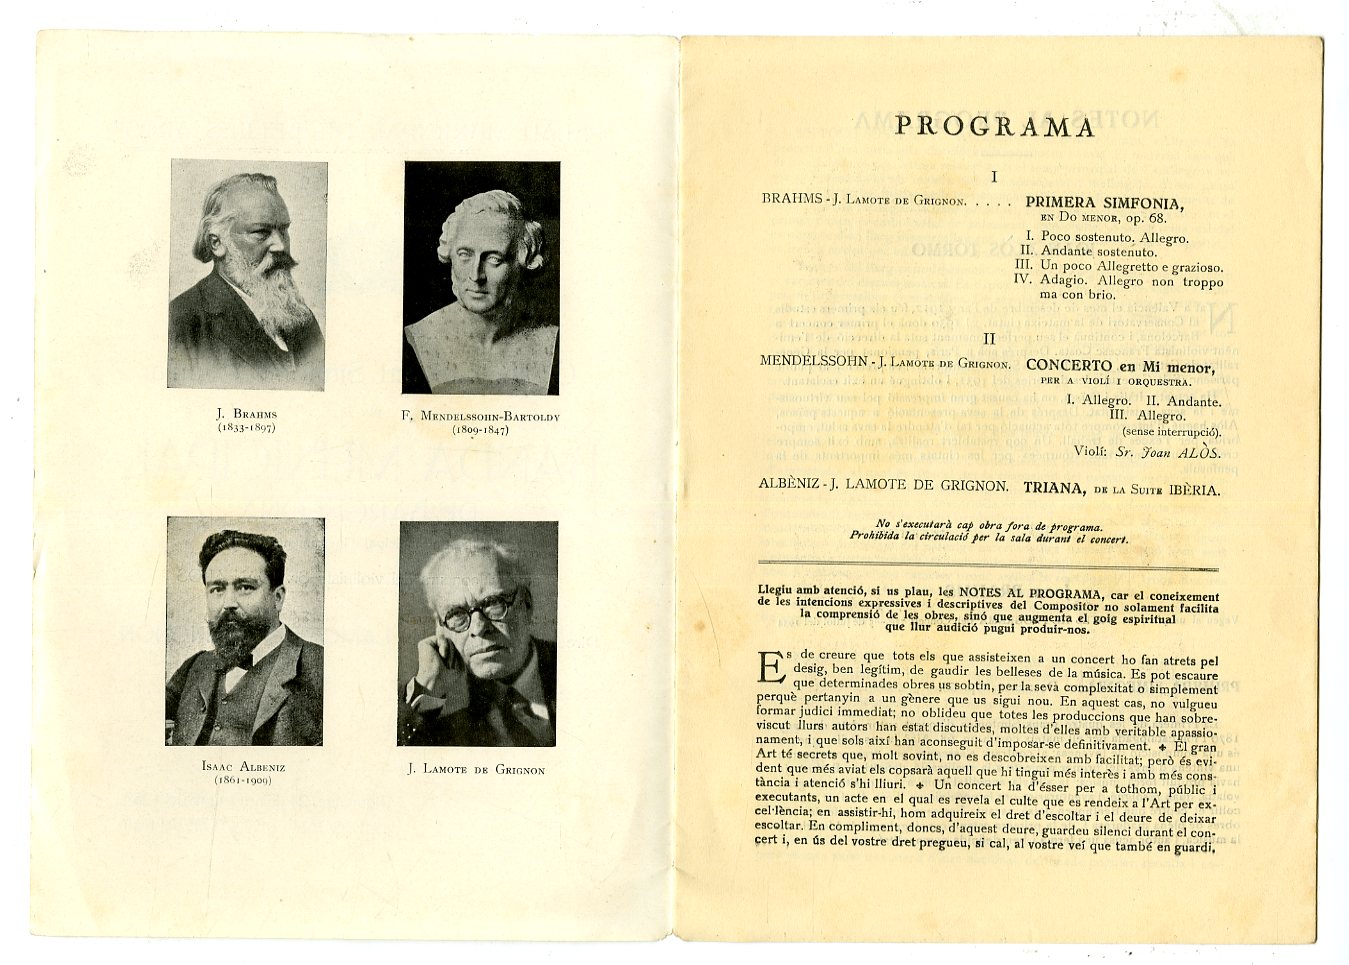 J. Brahms
(1833-1897)
F. Mendelssohn-Bartoldy
(1809-1847)
Isaac Albeniz
(1861-1909)
J. Lamote de Grignon
PROGRAMA
I
BRAHMS - J. Lamote de Grignon. . . . . PRIMERA SIMFONIA,
en Do menor, op. 68.
I. Poco sostenuto. Allegro.
II. Andante sostenuto.
III. Un poco Allegretto e grazioso.
IV. Adagio. Allegro non troppo
ma con brio.
II
MENDELSSOHN - J. Lamote de Grignon. CONCERTO en Mi menor,
per a violí i orquestra.
I. Allegro. II. Andante.
III. Allegro.
(sense interrupció).
Violí: Sr. Joan ALÒS.
ALBÈNIZ - J. LAMOTE DE GRIGNON. TRIANA, de la Suite IBÈRIA.
No s'executarà cap obra fora de programa.
Prohibida la circulació per la sala durant el concert.
Llegiu amb atenció, si us plau, les NOTES AL PROGRAMA, car el coneixement
de les intencions expressives i descriptives del Compositor no solament facilita
la comprensió de les obres, sinó que augmenta el goig espiritual
que llur audició pugui produir-nos.
Es de creure que tots els que assisteixen a un concert ho fan atrets pel
desig, ben legítim, de gaudir les belleses de la música. Es pot escaure
que determinades obres us sobtin, per la seva complexitat o simplement
perquè pertanyin a un gènere que us sigui nou. En aquest cas, no vulgueu
formar judici immediat; no oblideu que totes les produccions que han sobre-
viscut llurs autors han estat discutides, moltes d'elles amb veritable apassio-
nament, i que sols així han aconseguit d'imposar-se definitivament. ✦ El gran
Art té secrets que, molt sovint, no es descobreixen amb facilitat; però és evi-
dent que més aviat els copsarà aquell que hi tingui més interès i amb més cons-
tància i atenció s'hi lliuri. ✦ Un concert ha d'ésser per a tothom, públic i
executants, un acte en el qual es revela el culte que es rendeix a l'Art per ex-
cel·lència; en assistir-hi, hom adquireix el dret d'escoltar i el deure de deixar
escoltar. En compliment, doncs, d'aquest deure, guardeu silenci durant el con-
cert i, en ús del vostre dret pregueu, si cal, al vostre veí que també en guardi.